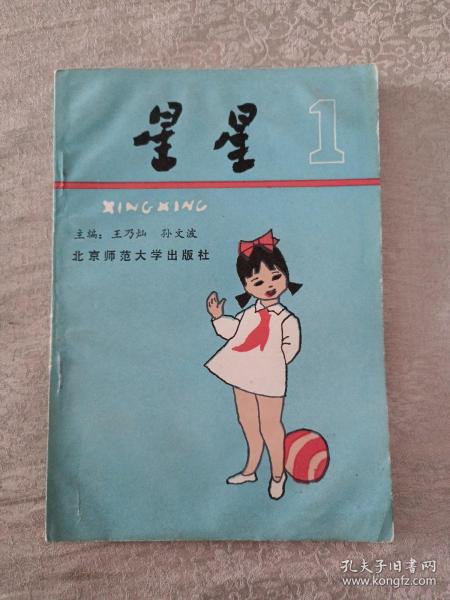 星星 1
XINGXING
主编：王乃灿 孙文波
北京师范大学出版社
孔夫子旧书网
www.kongfz.com